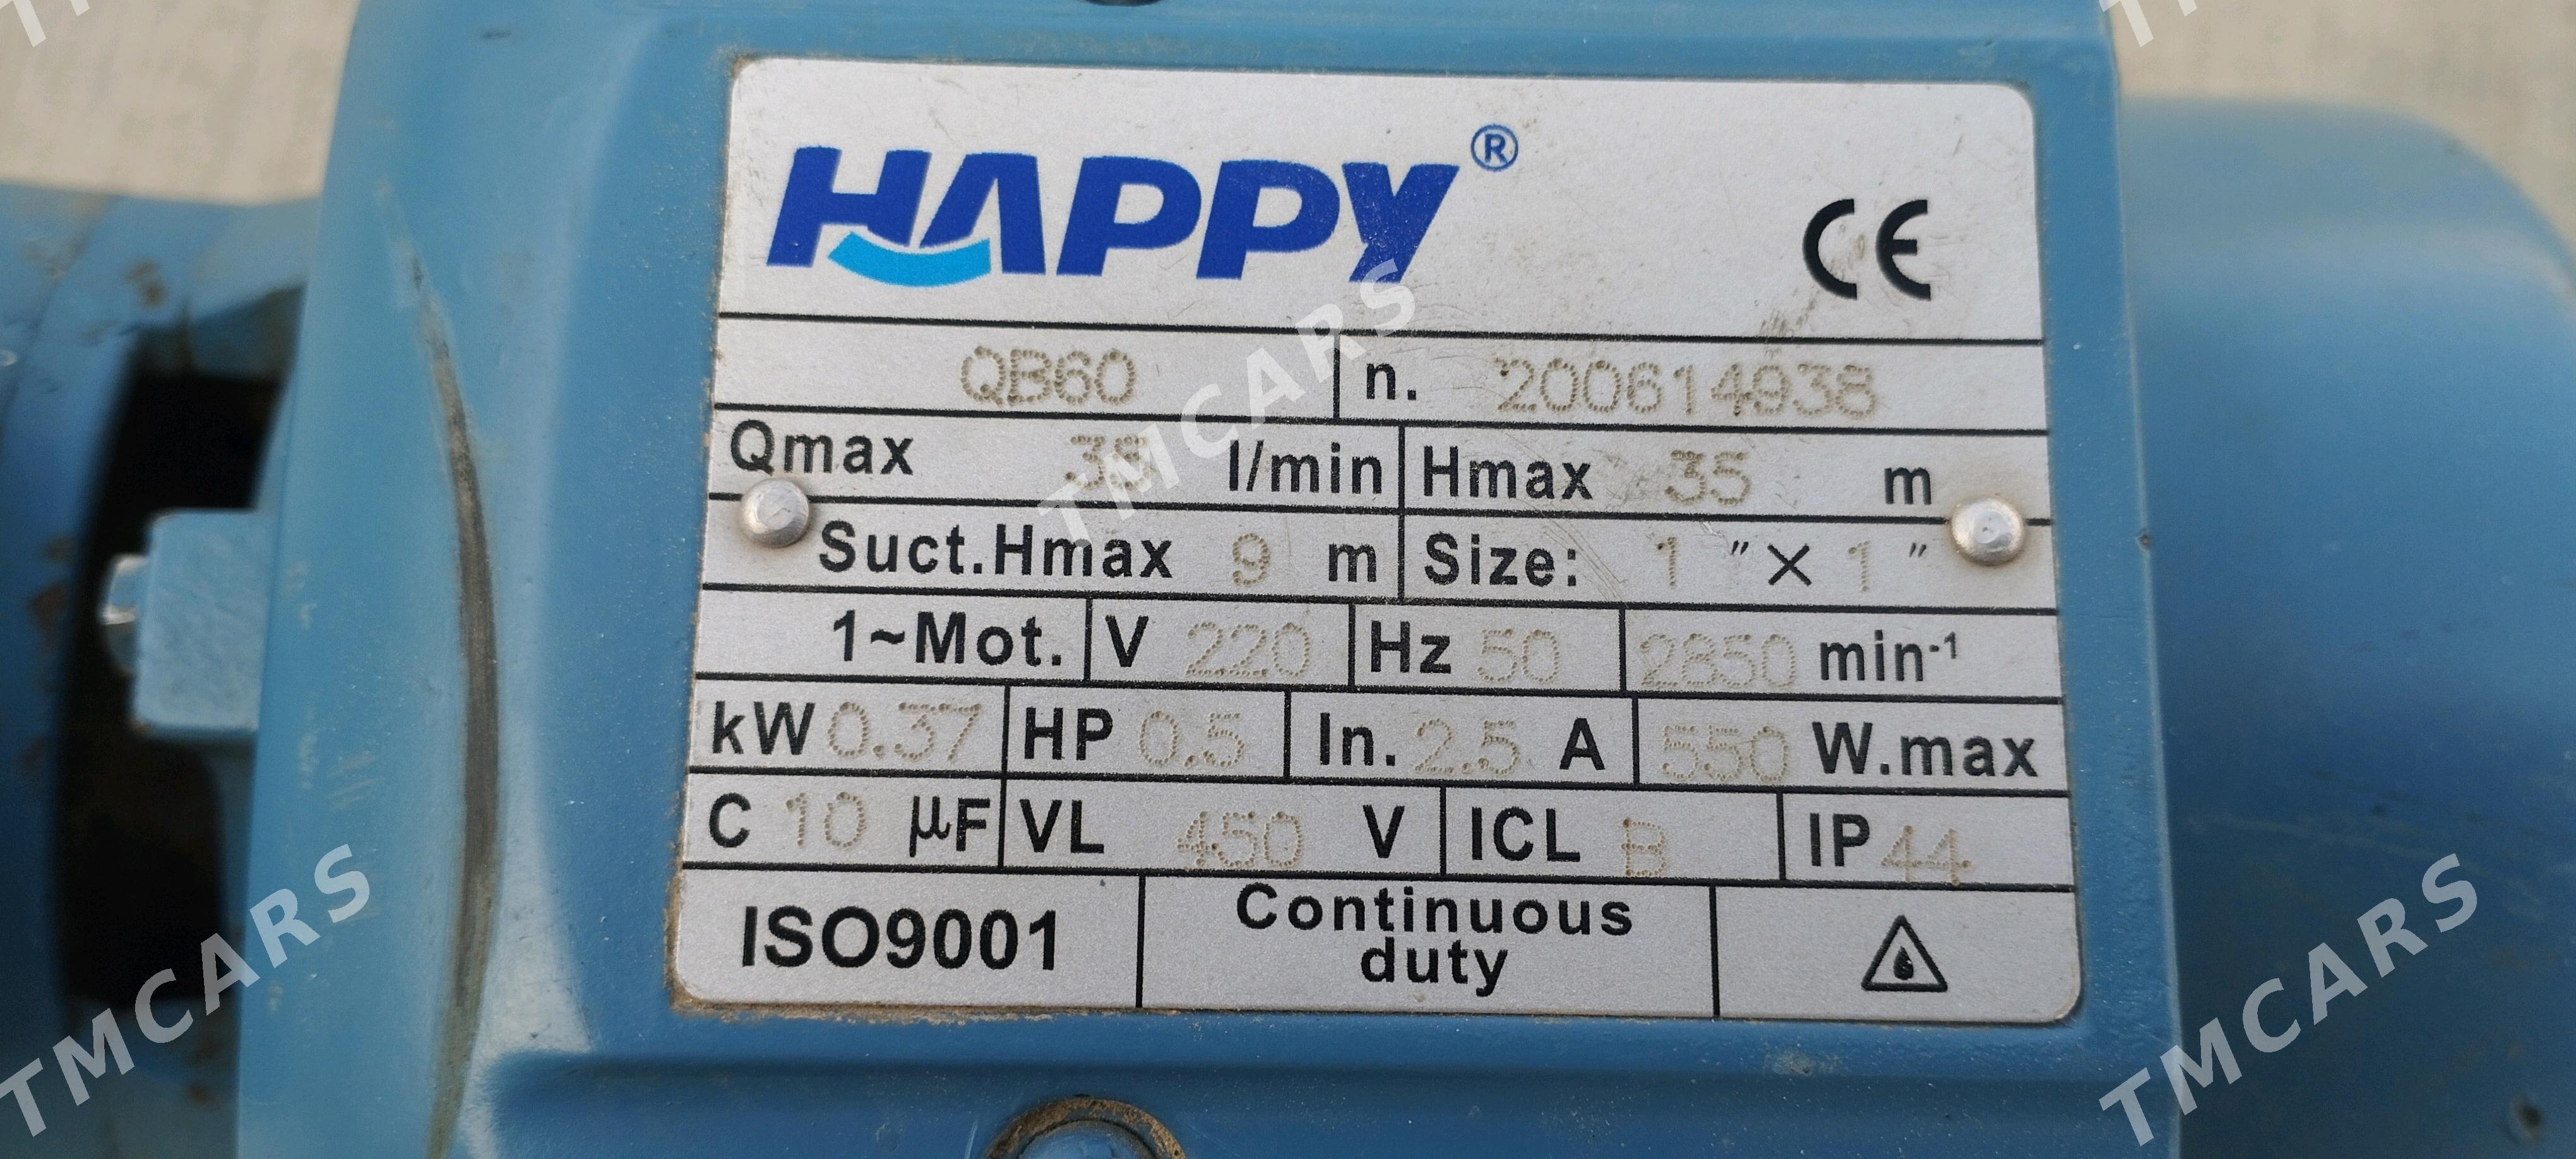 HAPPY®
CE
QB60 n. 200614938
Qmax l/min Hmax 35 m
Suct.Hmax 9 m Size: 1 "×1 "
1~Mot. V 220 Hz 50 2850 min-1
kW 0.37 HP 0.5 In. 2.5 A 550 W.max
C 10 µF VL 450 V ICL B IP 44
ISO9001 Continuous
duty
TMCARS
TMCARS
TMCARS